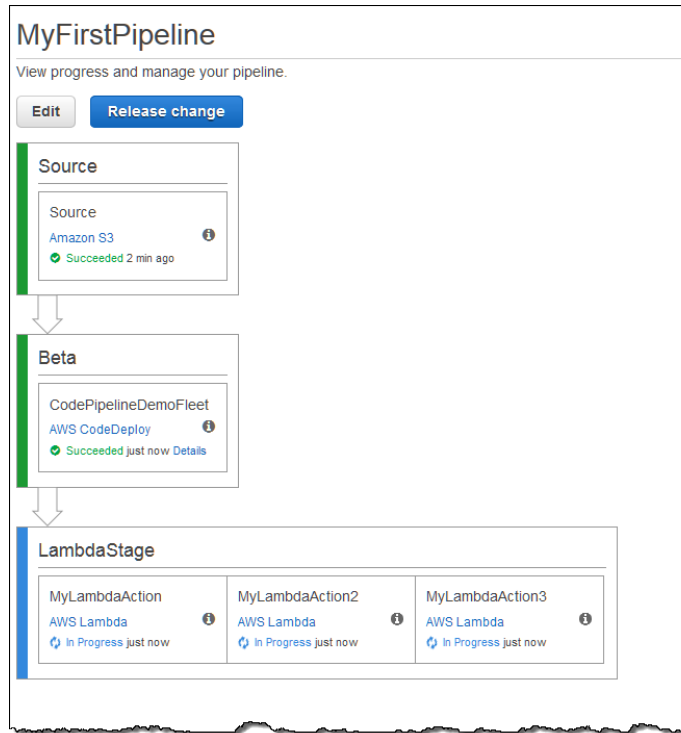 MyFirstPipeline
View progress and manage your pipeline.
Edit Release change
Source
Source
Amazon S3
Succeeded 2 min ago
Beta
CodePipelineDemoFleet
AWS CodeDeploy
Succeeded just now Details
LambdaStage
MyLambdaAction MyLambdaAction2 MyLambdaAction3
AWS Lambda AWS Lambda AWS Lambda
In Progress just now In Progress just now In Progress just now